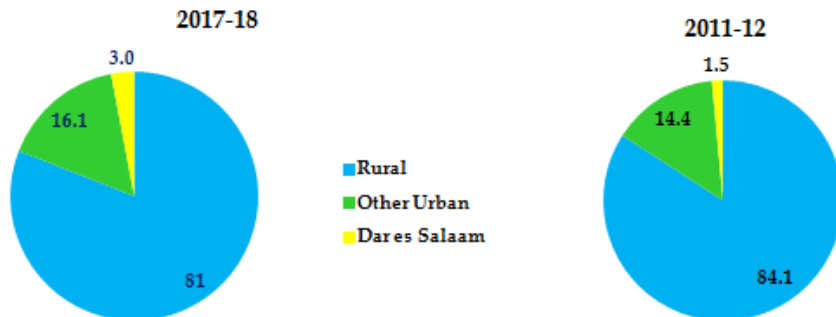 2017-18
3.0
16.1
81
Rural
Other Urban
Dar es Salaam
2011-12
1.5
14.4
84.1